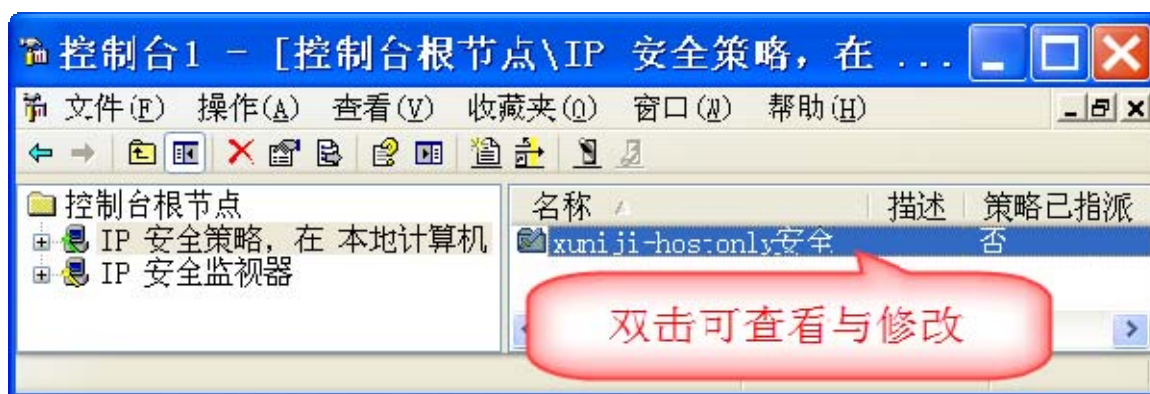 控制台1 - [控制台根节点\IP 安全策略，在 ...
文件(F) 操作(A) 查看(V) 收藏夹(O) 窗口(W) 帮助(H)
控制台根节点
IP 安全策略，在 本地计算机
IP 安全监视器
名称 描述 策略已指派
xuniji-hostonly安全 否
双击可查看与修改